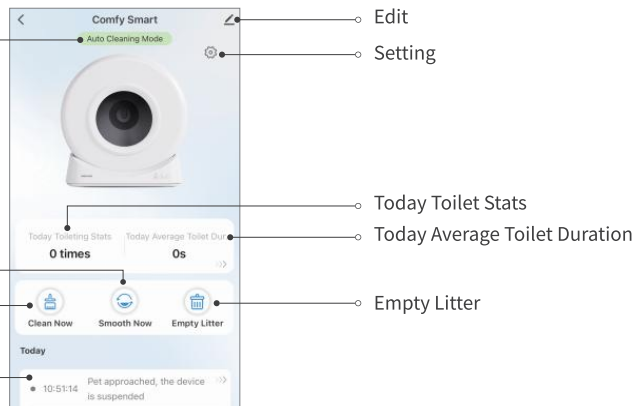 Comfy Smart
Edit
Auto Cleaning Mode
Setting
Today Toilet Stats
Today Toileting Stats
Today Average Toilet Dur
Today Average Toilet Duration
0 times
0s
Empty Litter
Clean Now
Smooth Now
Empty Litter
Today
10:51:14
Pet approached, the device
is suspended